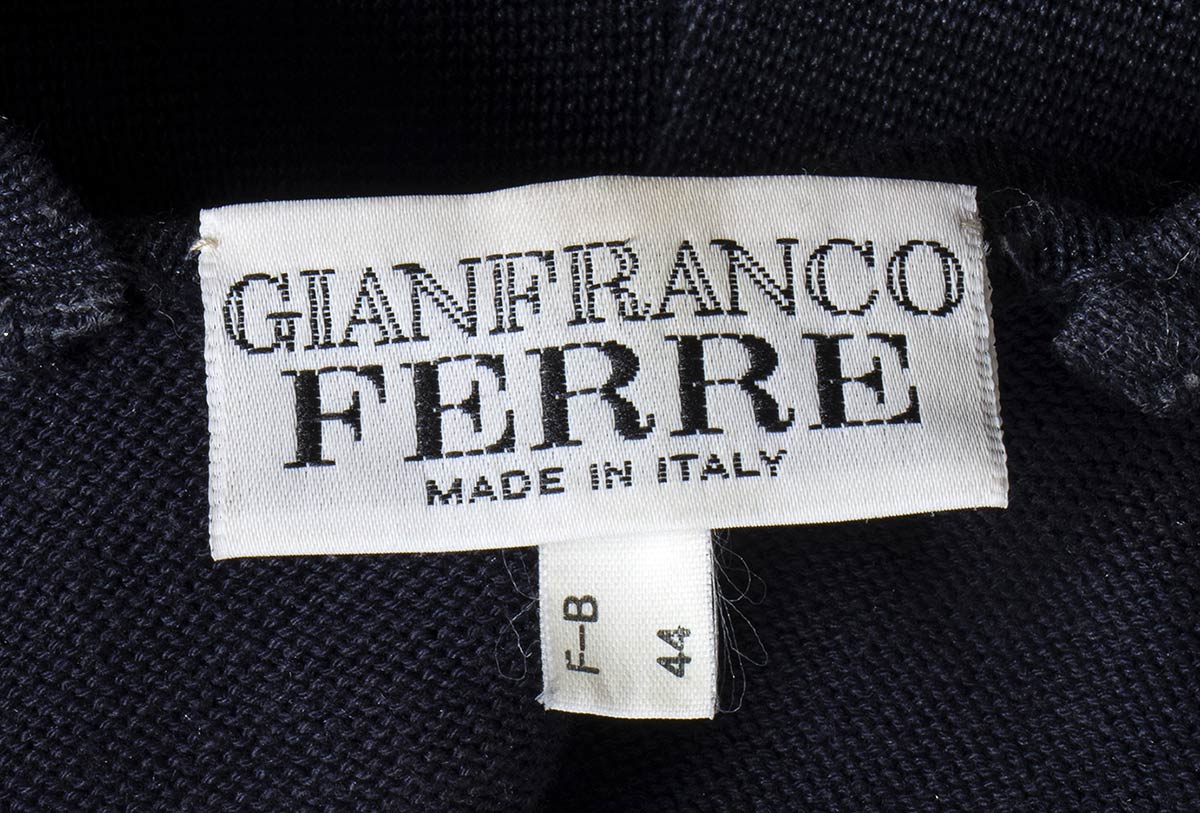 GIANFRANCO
FERRE
MADE IN ITALY
F-B
44